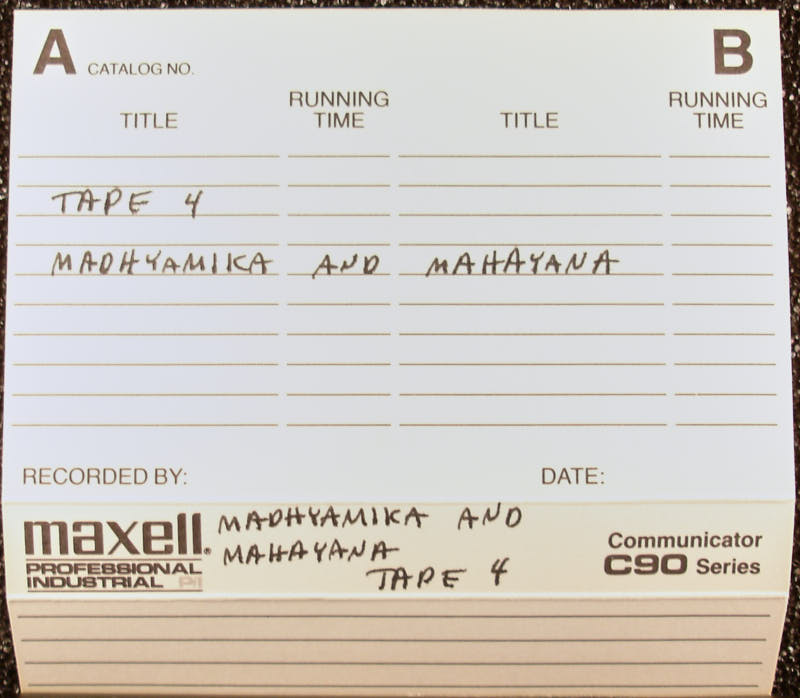 A CATALOG NO. B
TITLE RUNNING TIME TITLE RUNNING TIME
TAPE 4
MADHYAMIKA AND MAHAYANA
RECORDED BY: DATE:
maxell®
PROFESSIONAL
INDUSTRIAL P/I
MADHYAMIKA AND
MAHAYANA
TAPE 4
Communicator
C90 Series